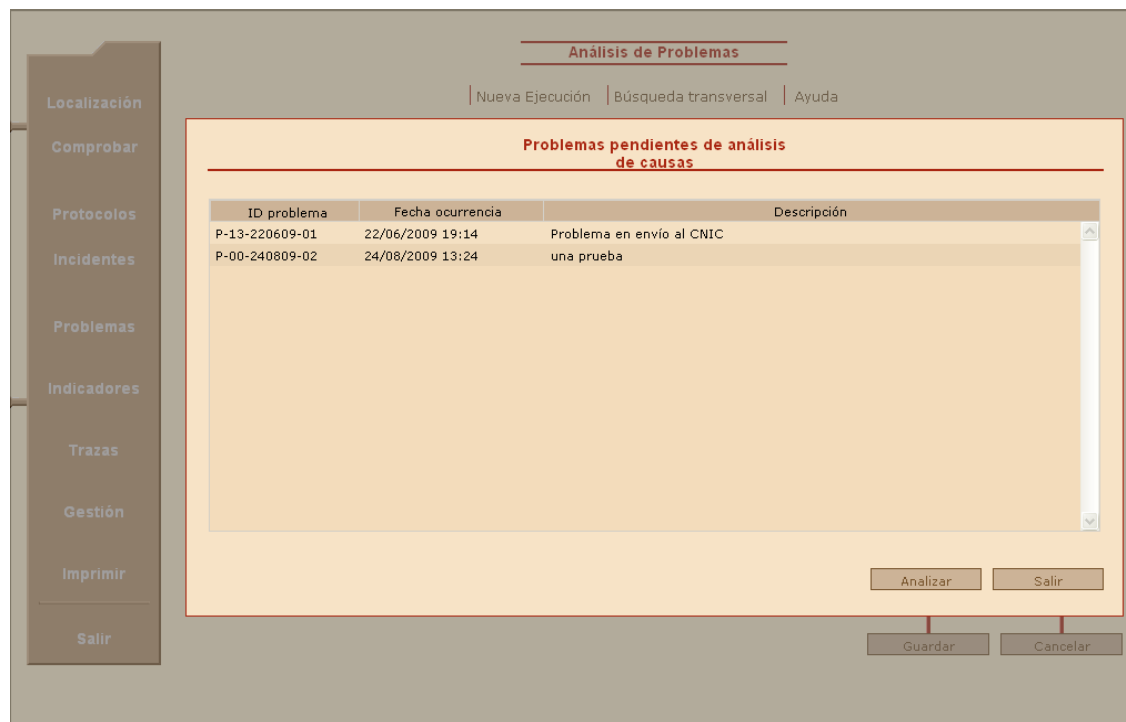 Análisis de Problemas
Nueva Ejecución Búsqueda transversal Ayuda
Localización
Comprobar
Protocolos
Incidentes
Problemas
Indicadores
Trazas
Gestión
Imprimir
Salir
Problemas pendientes de análisis
de causas
ID problema Fecha ocurrencia Descripción
P-13-220609-01 22/06/2009 19:14 Problema en envío al CNIC
P-00-240809-02 24/08/2009 13:24 una prueba
Analizar Salir
Guardar Cancelar